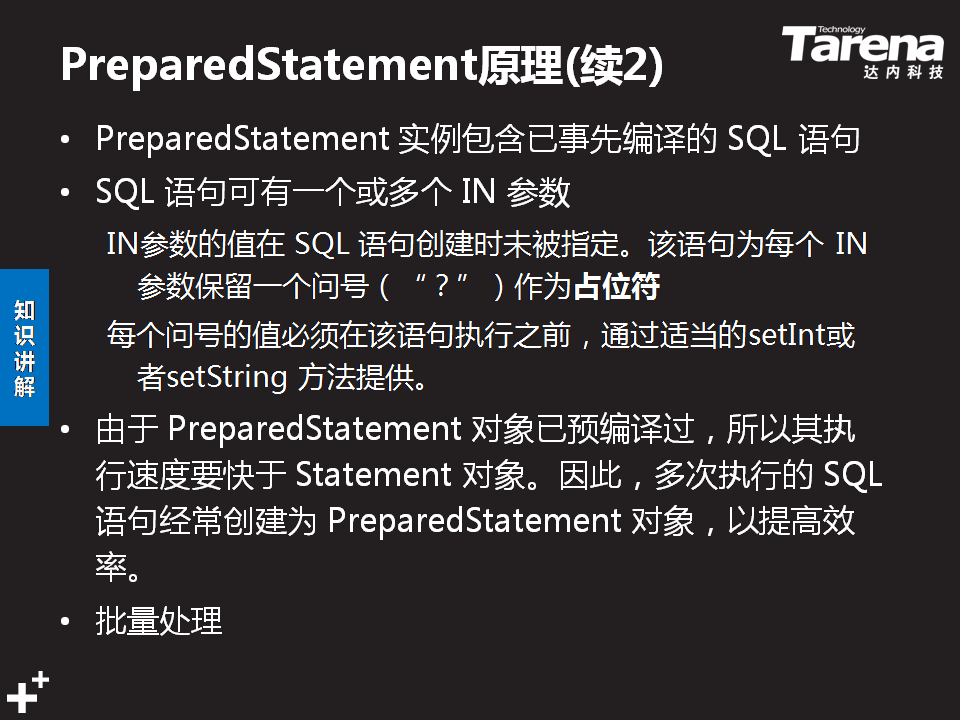 PreparedStatement原理(续2)
Technology
Tarena
达内科技
• PreparedStatement 实例包含已事先编译的 SQL 语句
• SQL 语句可有一个或多个 IN 参数
IN参数的值在 SQL 语句创建时未被指定。该语句为每个 IN
参数保留一个问号（ “？” ）作为占位符
每个问号的值必须在该语句执行之前，通过适当的setInt或
者setString 方法提供。
知识讲解
• 由于 PreparedStatement 对象已预编译过，所以其执
行速度要快于 Statement 对象。因此，多次执行的 SQL
语句经常创建为 PreparedStatement 对象，以提高效
率。
• 批量处理